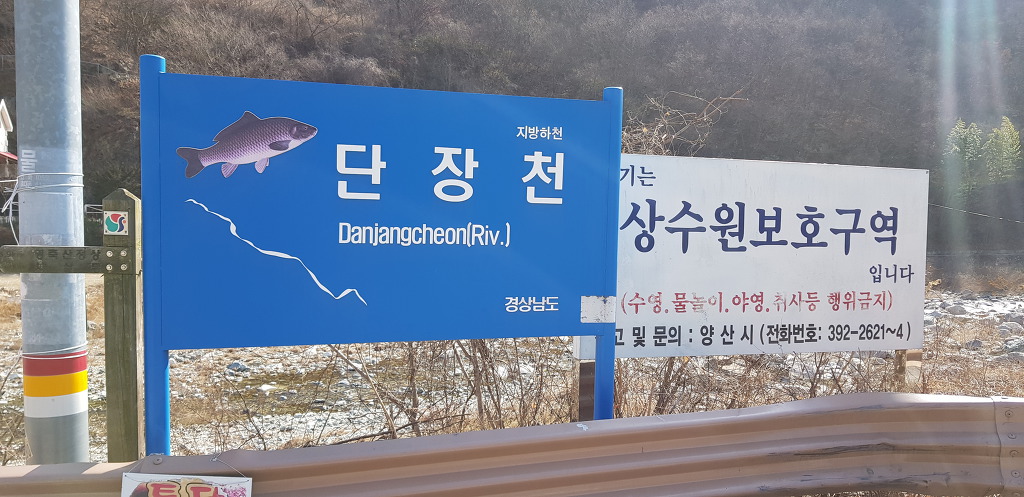 지방하천
단장천
Danjangcheon(Riv.)
경상남도
기는
상수원보호구역
입니다
(수영.물놀이.야영.취사등 행위금지)
고 및 문의 : 양산시 (전화번호: 392-2621~4)